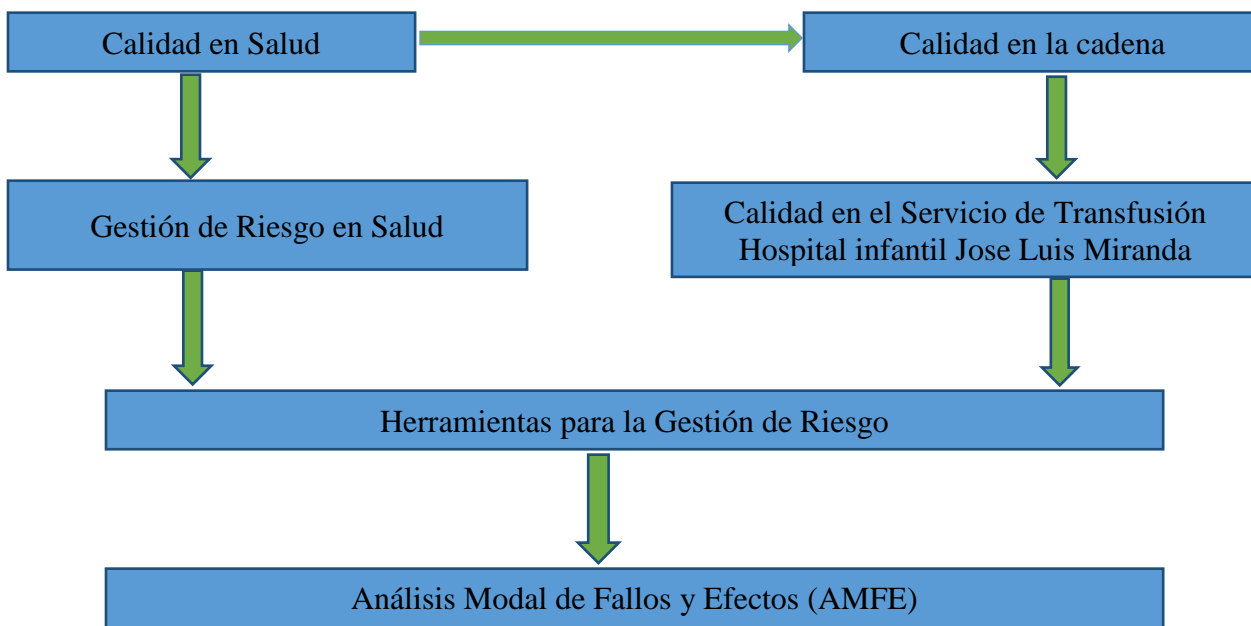 Calidad en Salud
Calidad en la cadena
Gestión de Riesgo en Salud
Calidad en el Servicio de Transfusión
Hospital infantil Jose Luis Miranda
Herramientas para la Gestión de Riesgo
Análisis Modal de Fallos y Efectos (AMFE)